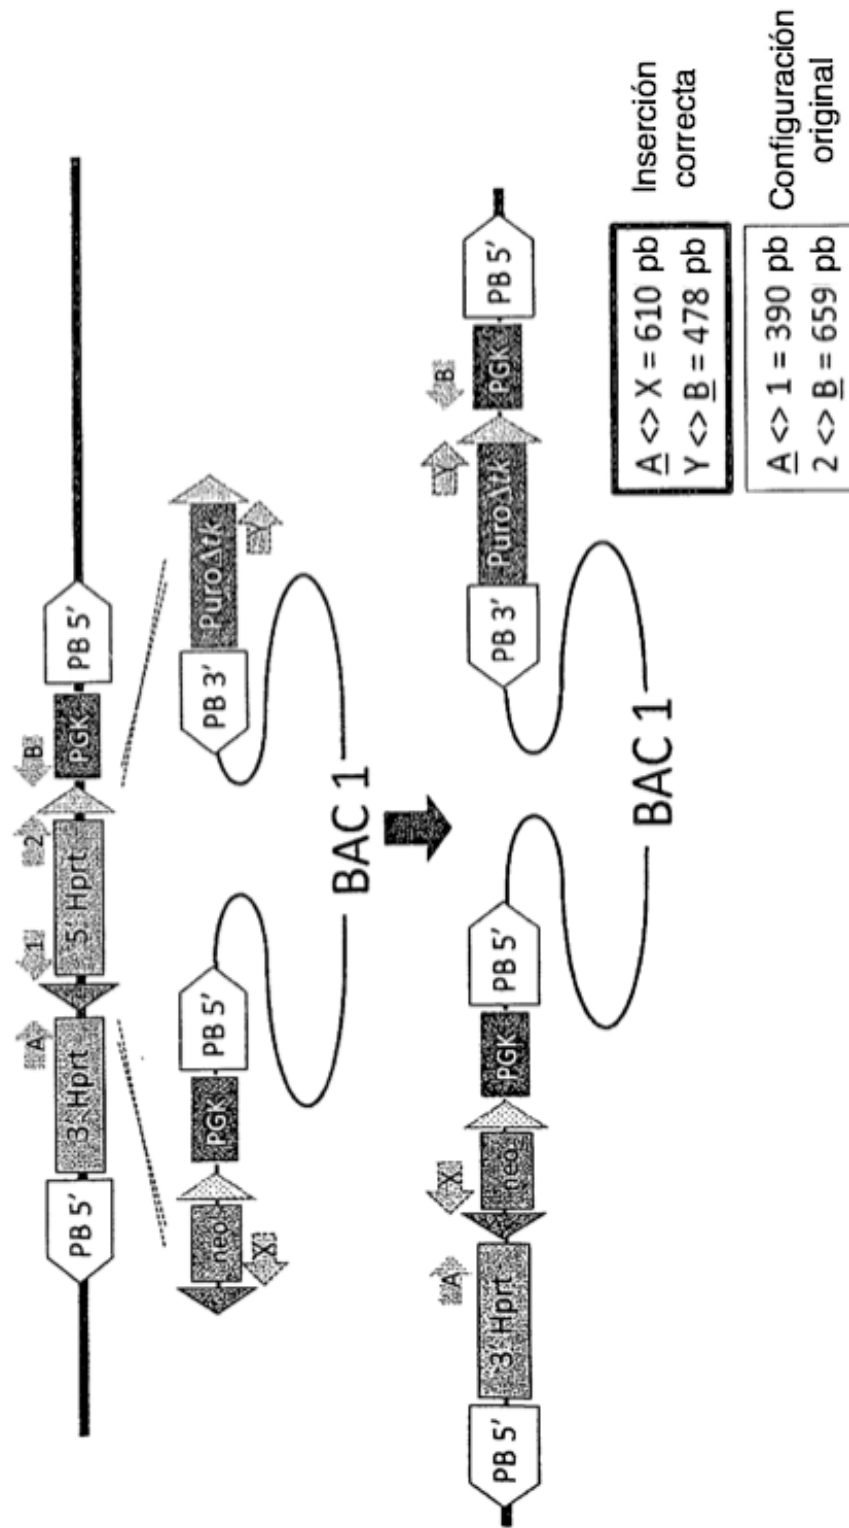 A 1 2 B
PB 5' 3' Hprt 5' Hprt PGK PB 5'
neo PGK PB 5' PB 3' PuroΔtk
X Y
BAC 1
A X Y B
PB 5' 3' Hprt neo PGK PB 5' PB 3' PuroΔtk PGK PB 5'
BAC 1
A <> X = 610 pb
Y <> B = 478 pb
Inserción
correcta
A <> 1 = 390 pb
2 <> B = 659 pb
Configuración
original